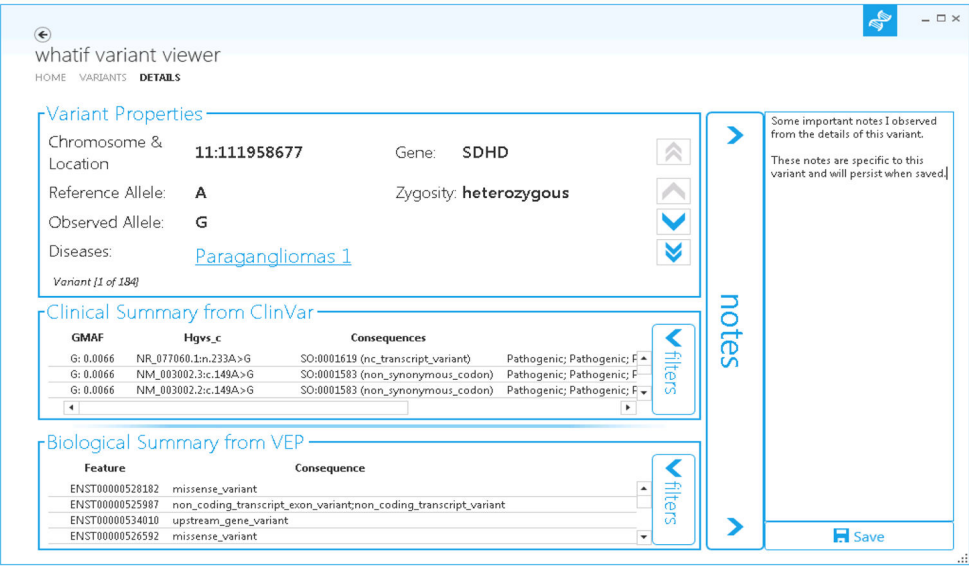 whatif variant viewer
HOME VARIANTS DETAILS
Variant Properties
Chromosome & Location 11:111958677 Gene: SDHD
Reference Allele: A Zygosity: heterozygous
Observed Allele: G
Diseases: Paragangliomas 1
Variant [1 of 184]
Clinical Summary from ClinVar
GMAF Hgvs_c Consequences
G: 0.0066 NR_077060.1:n.233A>G SO:0001619 (nc_transcript_variant) Pathogenic; Pathogenic; F
G: 0.0066 NM_003002.3:c.149A>G SO:0001583 (non_synonymous_codon) Pathogenic; Pathogenic; F
G: 0.0066 NM_003002.2:c.149A>G SO:0001583 (non_synonymous_codon) Pathogenic; Pathogenic; F
filters
Biological Summary from VEP
Feature Consequence
ENST00000528182 missense_variant
ENST00000525987 non_coding_transcript_exon_variant;non_coding_transcript_variant
ENST00000534010 upstream_gene_variant
ENST00000526592 missense_variant
filters
notes
Some important notes I observed
from the details of this variant.
These notes are specific to this
variant and will persist when saved.
Save